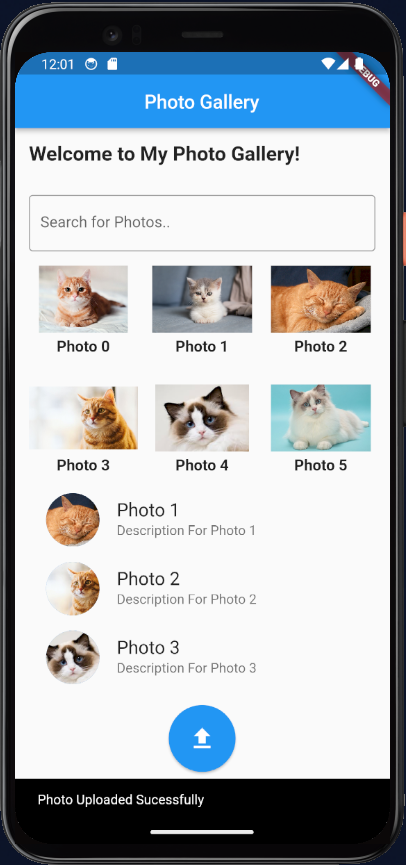 12:01
DEBUG
Photo Gallery
Welcome to My Photo Gallery!
Search for Photos..
Photo 0 Photo 1 Photo 2
Photo 3 Photo 4 Photo 5
Photo 1
Description For Photo 1
Photo 2
Description For Photo 2
Photo 3
Description For Photo 3
Photo Uploaded Sucessfully